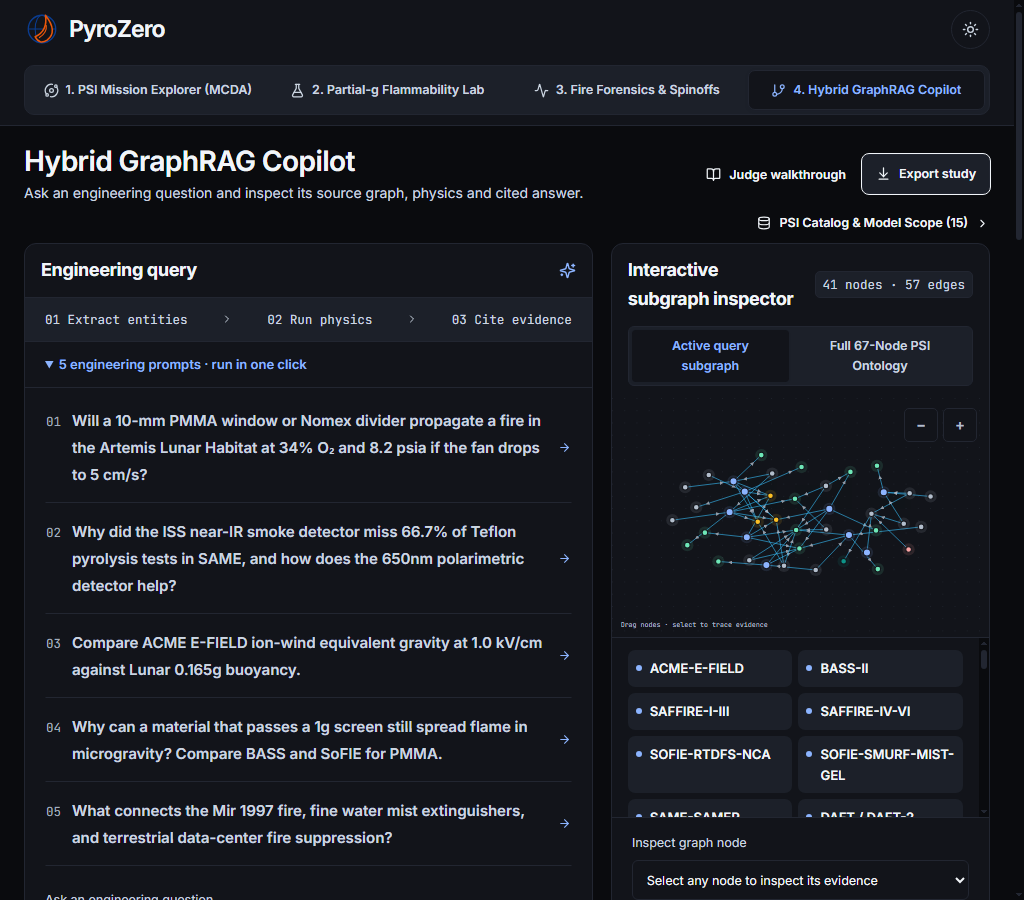 PyroZero
1. PSI Mission Explorer (MCDA)
2. Partial-g Flammability Lab
3. Fire Forensics & Spinoffs
4. Hybrid GraphRAG Copilot
Hybrid GraphRAG Copilot
Ask an engineering question and inspect its source graph, physics and cited answer.
Judge walkthrough
Export study
PSI Catalog & Model Scope (15)
Engineering query
01 Extract entities
02 Run physics
03 Cite evidence
▼ 5 engineering prompts · run in one click
01 Will a 10-mm PMMA window or Nomex divider propagate a fire in
the Artemis Lunar Habitat at 34% O₂ and 8.2 psia if the fan drops
to 5 cm/s?
02 Why did the ISS near-IR smoke detector miss 66.7% of Teflon
pyrolysis tests in SAME, and how does the 650nm polarimetric
detector help?
03 Compare ACME E-FIELD ion-wind equivalent gravity at 1.0 kV/cm
against Lunar 0.165g buoyancy.
04 Why can a material that passes a 1g screen still spread flame in
microgravity? Compare BASS and SoFIE for PMMA.
05 What connects the Mir 1997 fire, fine water mist extinguishers,
and terrestrial data-center fire suppression?
Ask an engineering question
Interactive
subgraph inspector
41 nodes · 57 edges
Active query
subgraph
Full 67-Node PSI
Ontology
−
+
Drag nodes · select to trace evidence
ACME-E-FIELD
BASS-II
SAFFIRE-I-III
SAFFIRE-IV-VI
SOFIE-RTDFS-NCA
SOFIE-SMURF-MIST-
GEL
SAME-SAMER
DAFT / DAFT-2
Inspect graph node
Select any node to inspect its evidence